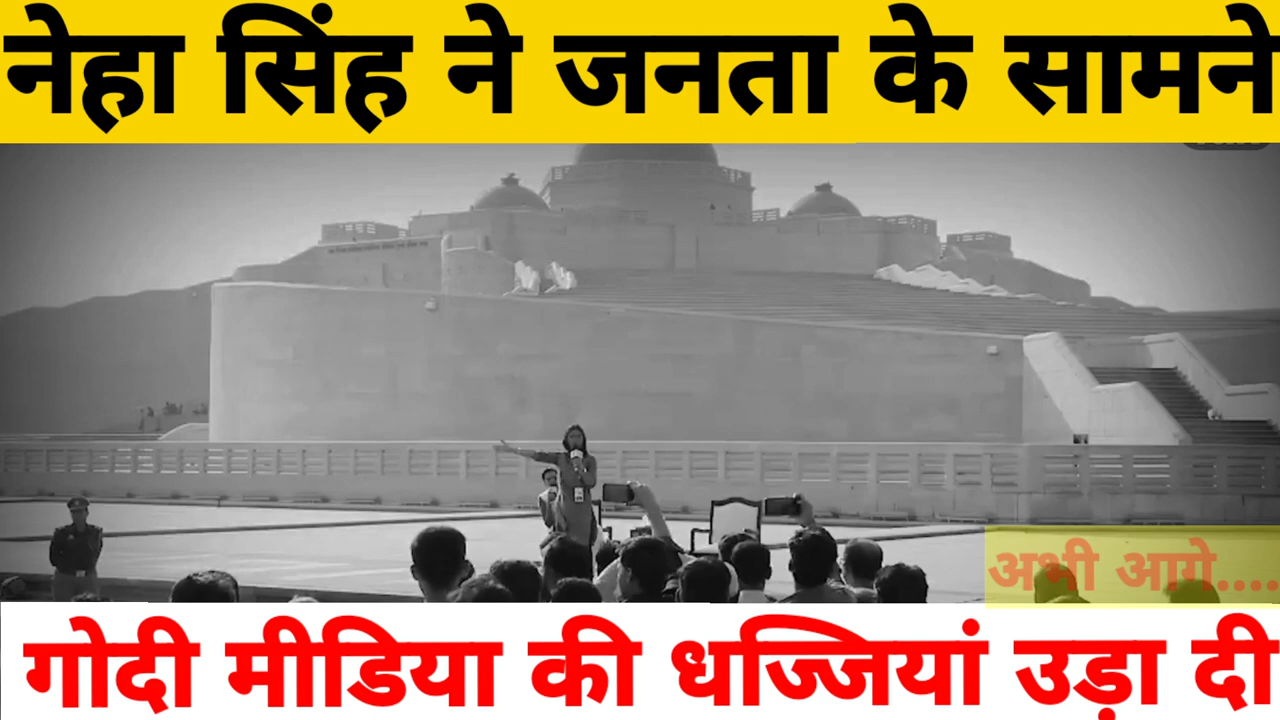 नेहा सिंह ने जनता के सामने
अभी आगे....
गोदी मीडिया की धज्जियां उड़ा दी